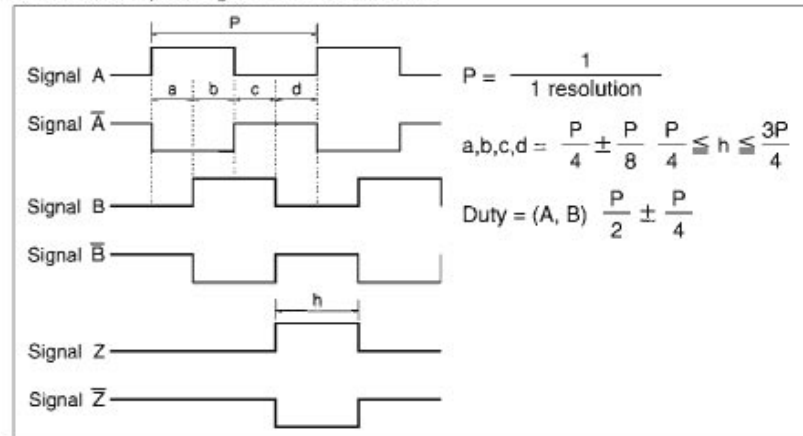 P
Signal A
a b c d
Signal A̅
Signal B
Signal B̅
h
Signal Z
Signal Z̅
P = 1 / 1 resolution
a,b,c,d = P/4 ± P/8 P/4 ≦ h ≦ 3P/4
Duty = (A, B) P/2 ± P/4